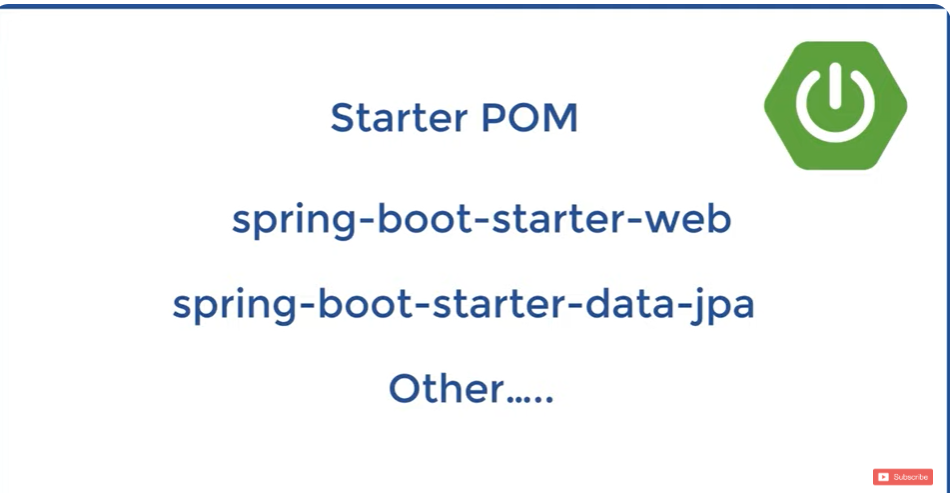 Starter POM
spring-boot-starter-web
spring-boot-starter-data-jpa
Other.....
Subscribe